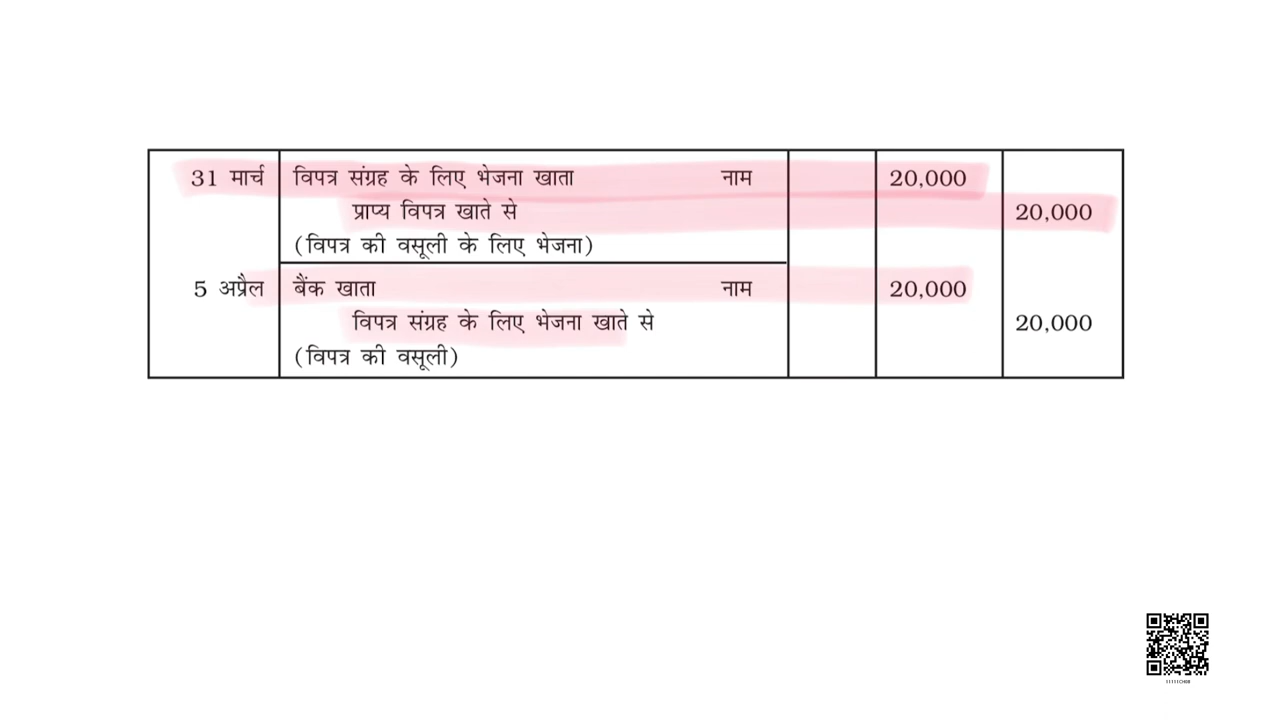 31 मार्च विपत्र संग्रह के लिए भेजना खाता नाम 20,000
प्राप्य विपत्र खाते से 20,000
(विपत्र की वसूली के लिए भेजना)
5 अप्रैल बैंक खाता नाम 20,000
विपत्र संग्रह के लिए भेजना खाते से 20,000
(विपत्र की वसूली)